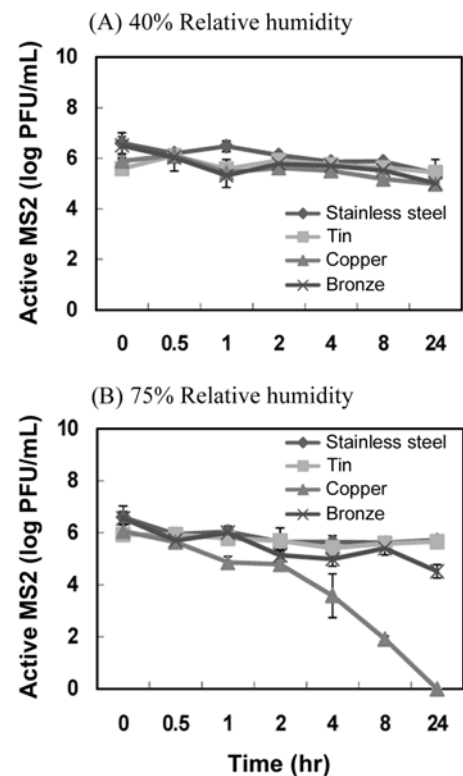 (A) 40% Relative humidity
Active MS2 (log PFU/mL)
10
8
6
4
2
0
Stainless steel
Tin
Copper
Bronze
0 0.5 1 2 4 8 24
(B) 75% Relative humidity
Active MS2 (log PFU/mL)
10
8
6
4
2
0
Stainless steel
Tin
Copper
Bronze
0 0.5 1 2 4 8 24
Time (hr)